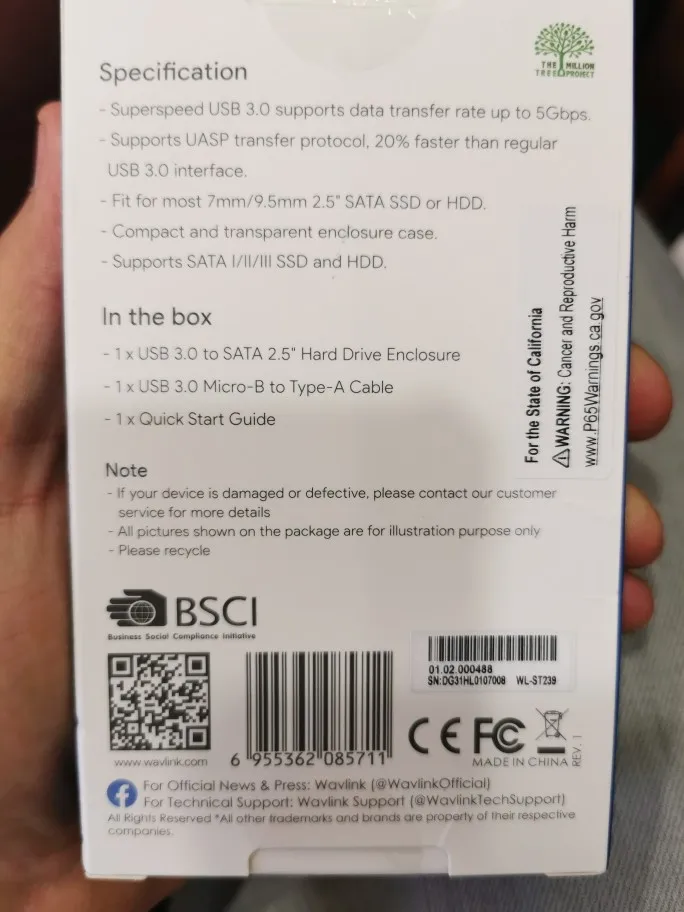 THE MILLION
TREE PROJECT
Specification
- Superspeed USB 3.0 supports data transfer rate up to 5Gbps.
- Supports UASP transfer protocol, 20% faster than regular
USB 3.0 interface.
- Fit for most 7mm/9.5mm 2.5" SATA SSD or HDD.
- Compact and transparent enclosure case.
- Supports SATA I/II/III SSD and HDD.
In the box
- 1 x USB 3.0 to SATA 2.5" Hard Drive Enclosure
- 1 x USB 3.0 Micro-B to Type-A Cable
- 1 x Quick Start Guide
For the State of California
⚠WARNING: Cancer and Reproductive Harm
www.P65Warnings.ca.gov
Note
- If your device is damaged or defective, please contact our customer
service for more details
- All pictures shown on the package are for illustration purpose only
- Please recycle
BSCI
Business Social Compliance Initiative
01.02.000488
SN:DG31HL0107008 WL-ST239
www.wavlink.com
6 955362 085711
CE FC
MADE IN CHINA
REV. 1
For Official News & Press: Wavlink (@WavlinkOfficial)
For Technical Support: Wavlink Support (@WavlinkTechSupport)
All Rights Reserved *All other trademarks and brands are property of their respective
companies.